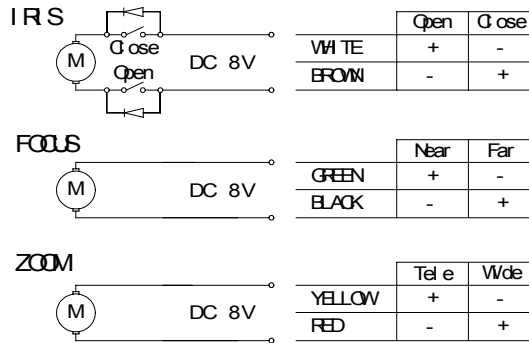 IRIS
Open Close
Close
M DC 8V WHITE + -
Open BROWN - +
FOCUS
Near Far
GREEN + -
M DC 8V
BLACK - +
ZOOM
Tele Wide
YELLOW + -
M DC 8V
RED - +